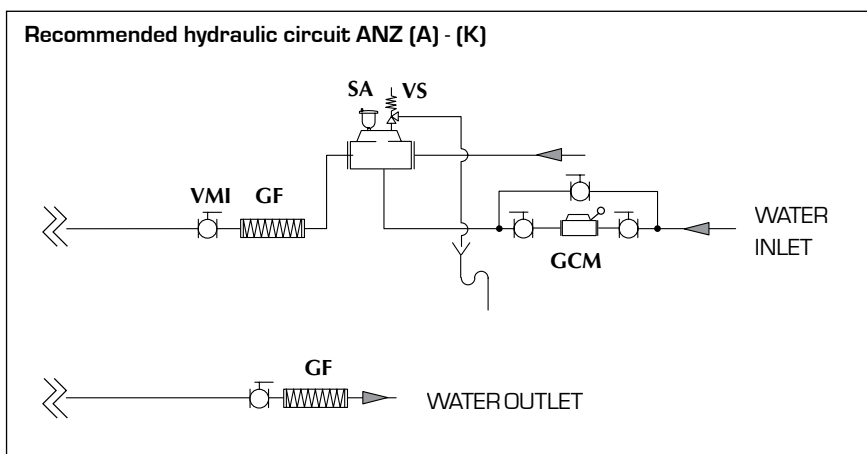 Recommended hydraulic circuit ANZ (A) - (K)
SA VS
VMI GF
WATER
INLET
GCM
GF
WATER OUTLET